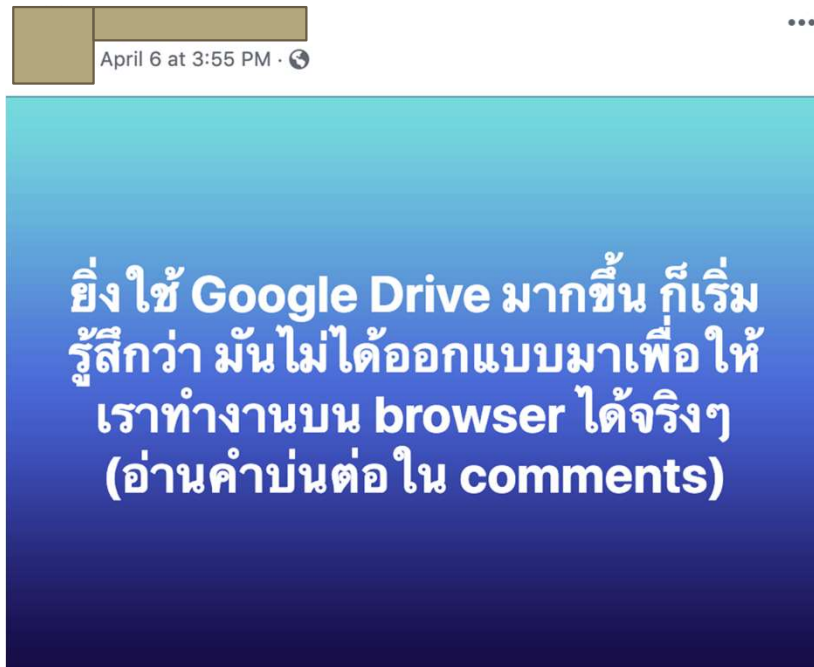 April 6 at 3:55 PM ·
ยิ่งใช้ Google Drive มากขึ้น ก็เริ่ม
รู้สึกว่า มันไม่ได้ออกแบบมาเพื่อให้
เราทำงานบน browser ได้จริงๆ
(อ่านคำบ่นต่อใน comments)